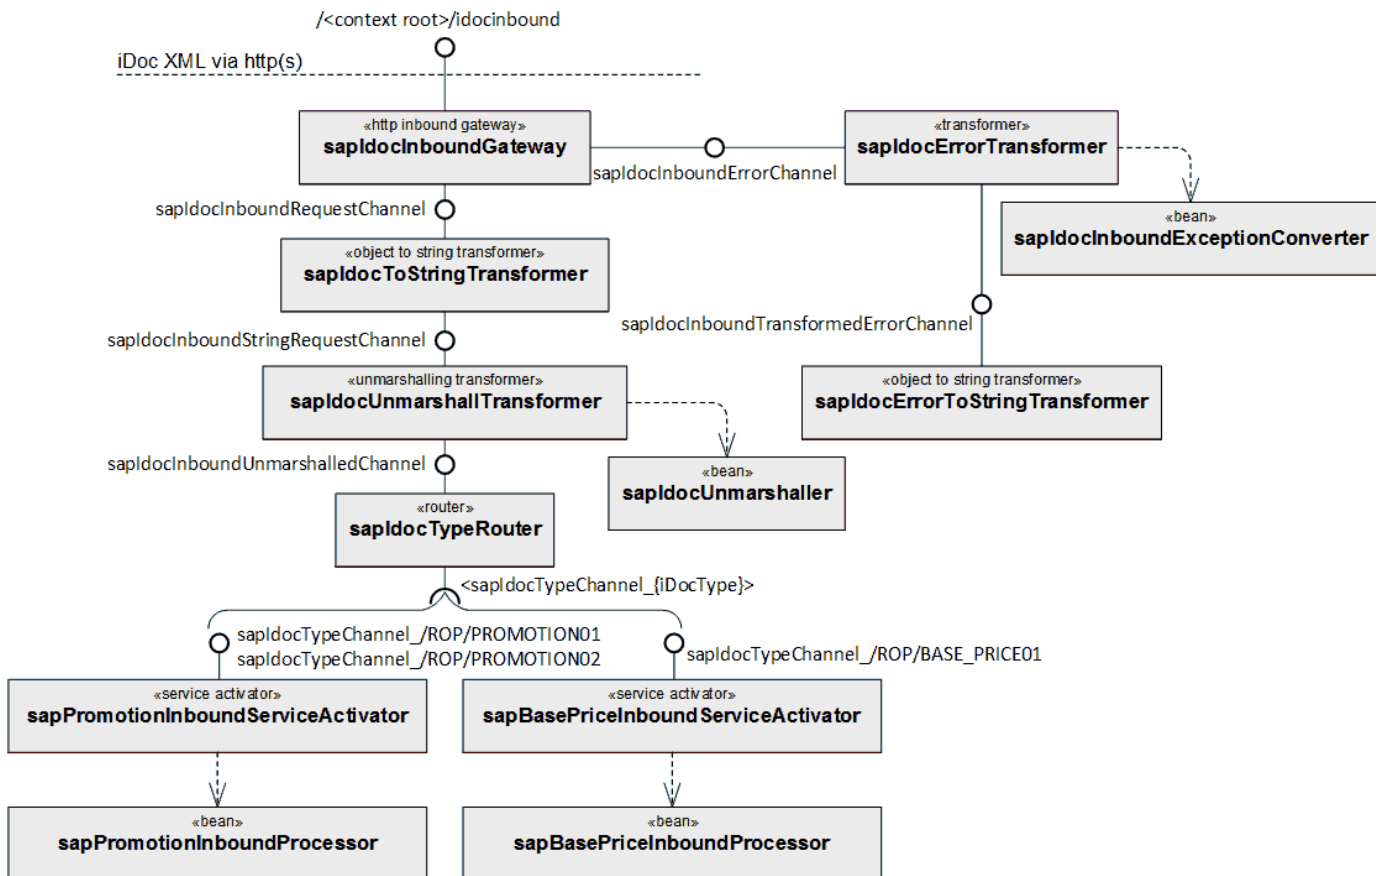 /<context root>/idocinbound
iDoc XML via http(s)
«http inbound gateway»
sapIdocInboundGateway
«transformer»
sapIdocErrorTransformer
sapIdocInboundErrorChannel
sapIdocInboundRequestChannel
«bean»
sapIdocInboundExceptionConverter
«object to string transformer»
sapIdocToStringTransformer
sapIdocInboundTransformedErrorChannel
sapIdocInboundStringRequestChannel
«unmarshalling transformer»
sapIdocUnmarshallTransformer
«object to string transformer»
sapIdocErrorToStringTransformer
sapIdocInboundUnmarshalledChannel
«bean»
sapIdocUnmarshaller
«router»
sapIdocTypeRouter
<sapIdocTypeChannel_{iDocType}>
sapIdocTypeChannel_/ROP/PROMOTION01
sapIdocTypeChannel_/ROP/PROMOTION02
sapIdocTypeChannel_/ROP/BASE_PRICE01
«service activator»
sapPromotionInboundServiceActivator
«service activator»
sapBasePriceInboundServiceActivator
«bean»
sapPromotionInboundProcessor
«bean»
sapBasePriceInboundProcessor